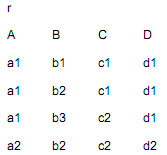 r
A B C D
a1 b1 c1 d1
a1 b2 c1 d1
a1 b3 c2 d1
a2 b2 c2 d2